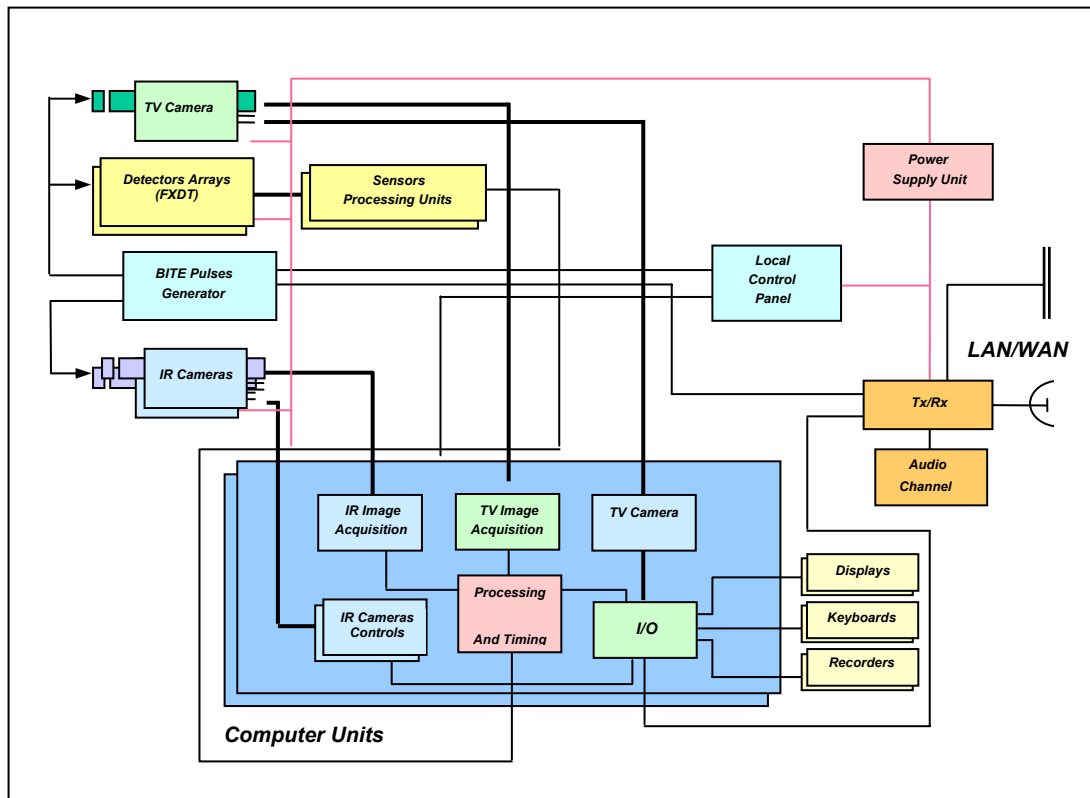 TV Camera
Detectors Arrays
(FXDT)
Sensors
Processing Units
Power
Supply Unit
BITE Pulses
Generator
Local
Control
Panel
LAN/WAN
IR Cameras
Tx/Rx
Audio
Channel
IR Image
Acquisition
TV Image
Acquisition
TV Camera
Displays
Processing
And Timing
IR Cameras
Controls
I/O
Keyboards
Recorders
Computer Units